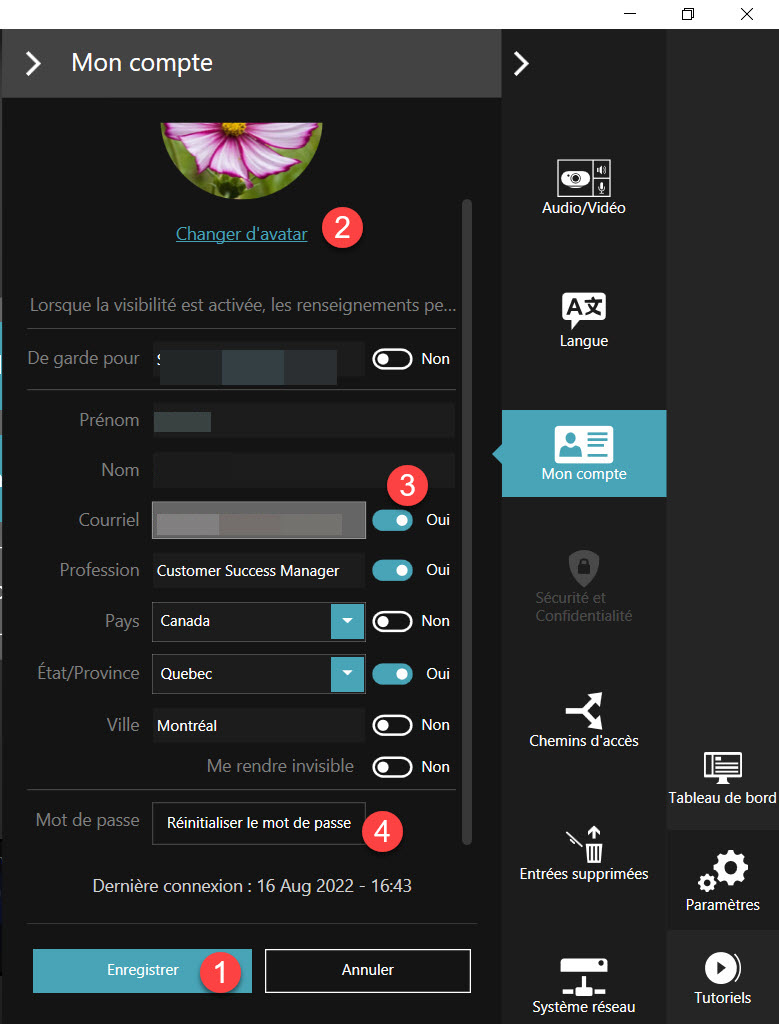 Mon compte
Changer d'avatar 2
Lorsque la visibilité est activée, les renseignements pe...
De garde pour Non
Prénom
Nom
3
Courriel Oui
Profession Customer Success Manager Oui
Pays Canada Non
État/Province Quebec Oui
Ville Montréal Non
Me rendre invisible Non
Mot de passe Réinitialiser le mot de passe 4
Dernière connexion : 16 Aug 2022 - 16:43
Enregistrer 1 Annuler
Audio/Vidéo
A文
Langue
Mon compte
Sécurité et
Confidentialité
Chemins d'accès
Entrées supprimées
Système réseau
Tableau de bord
Paramètres
Tutoriels